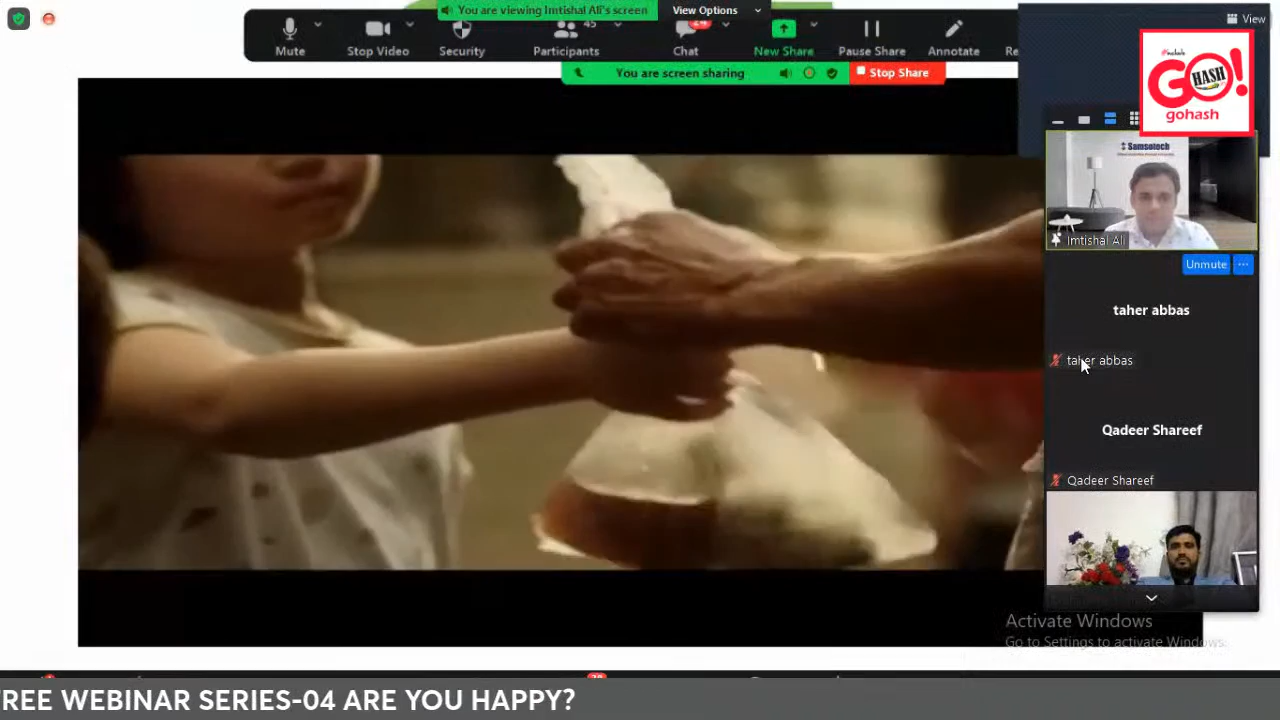 You are viewing Imtishal Ali's screen
View Options
45
24
View
Mute
Stop Video
Security
Participants
Chat
New Share
Pause Share
Annotate
You are screen sharing
Stop Share
GO!
HASH
gohash
Samsotech
Imtishal Ali
Unmute
...
taher abbas
taher abbas
Qadeer Shareef
Qadeer Shareef
Activate Windows
Go to Settings to activate Windows.
REE WEBINAR SERIES-04 ARE YOU HAPPY?